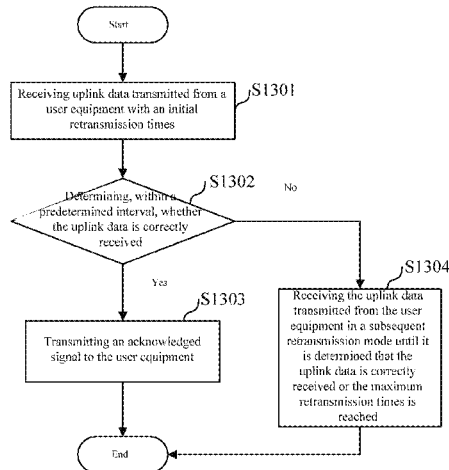 Start
Receiving uplink data transmitted from a
user equipment with an initial
retransmission times
S1301
Determining, within a
predetermined interval, whether
the uplink data is correctly
received
S1302
No
Yes
Transmitting an acknowledged
signal to the user equipment
S1303
Receiving the uplink data
transmitted from the user
equipment in a subsequent
retransmission mode until it
is determined that the
uplink data is correctly
received or the maximum
retransmission times is
reached
S1304
End